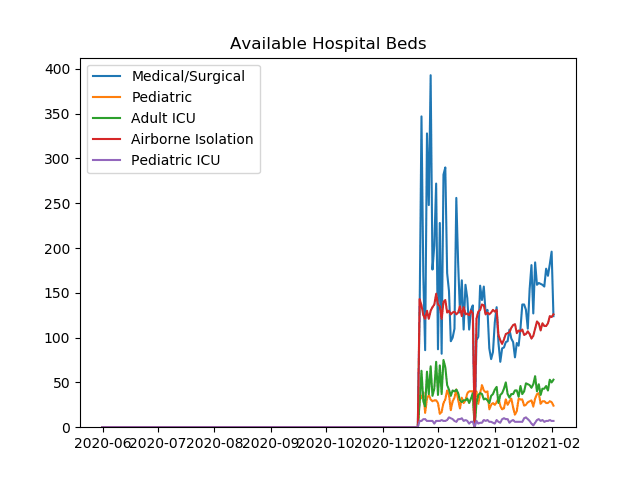 Available Hospital Beds
400
350
300
250
200
150
100
50
0
Medical/Surgical
Pediatric
Adult ICU
Airborne Isolation
Pediatric ICU
2020-06 2020-07 2020-08 2020-09 2020-10 2020-11 2020-12 2021-01 2021-02